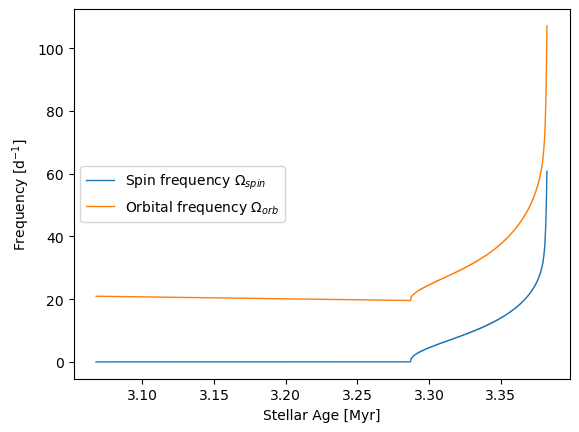 100
80
60
40
20
0
Frequency [d⁻¹]
Spin frequency Ω_spin
Orbital frequency Ω_orb
3.10 3.15 3.20 3.25 3.30 3.35
Stellar Age [Myr]